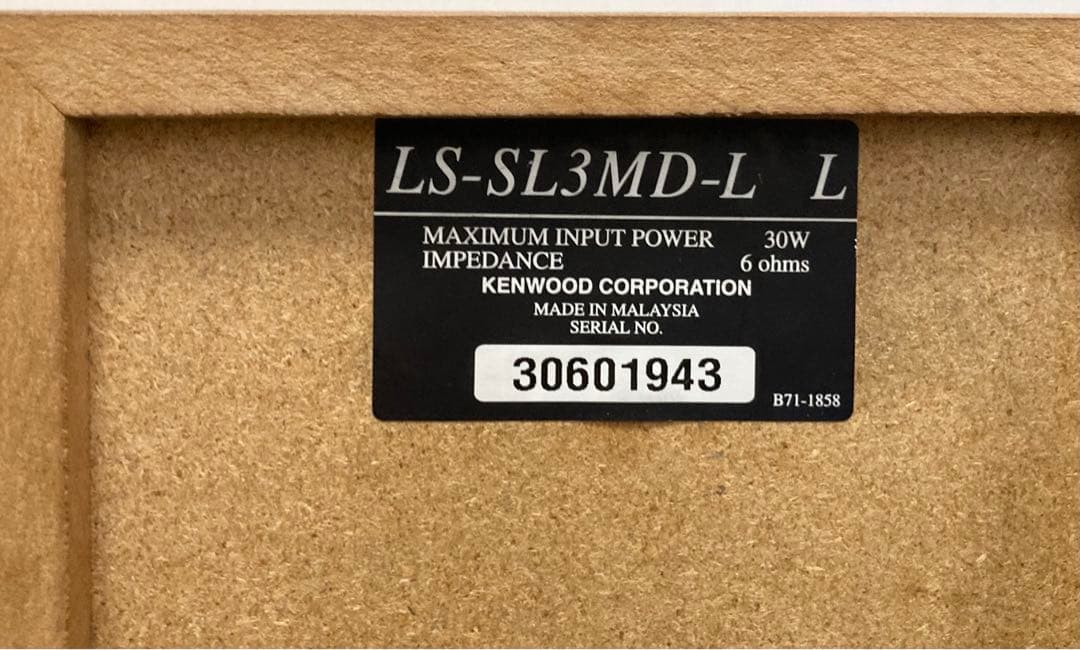 LS-SL3MD-L L
MAXIMUM INPUT POWER 30W
IMPEDANCE 6 ohms
KENWOOD CORPORATION
MADE IN MALAYSIA
SERIAL NO.
30601943
B71-1858